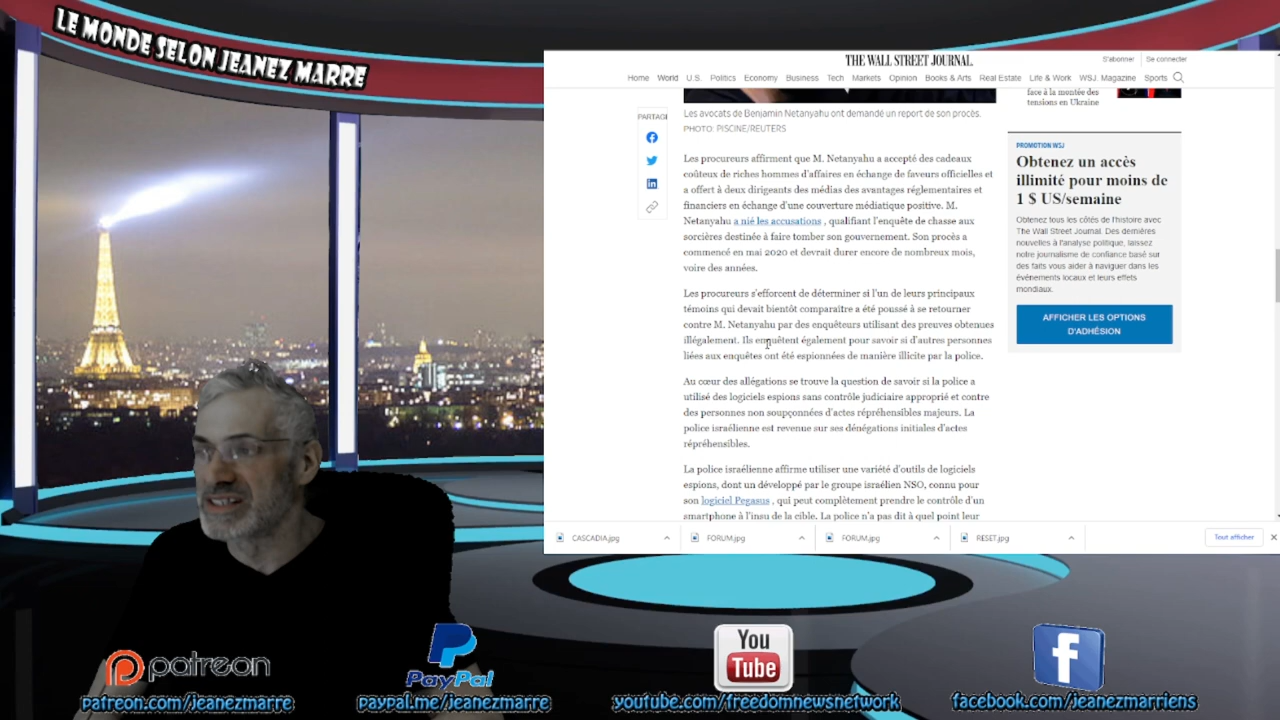 LE MONDE SELON JEANEZ MARRE
THE WALL STREET JOURNAL.
S'abonner
Se connecter
Home World U.S. Politics Economy Business Tech Markets Opinion Books & Arts Real Estate Life & Work WSJ. Magazine Sports
face à la montée des
tensions en Ukraine
PARTAGE
Les avocats de Benjamin Netanyahu ont demandé un report de son procès.
PHOTO: PISCINE/REUTERS
Les procureurs affirment que M. Netanyahu a accepté des cadeaux
coûteux de riches hommes d'affaires en échange de faveurs officielles et
a offert à deux dirigeants des médias des avantages réglementaires et
financiers en échange d'une couverture médiatique positive. M.
Netanyahu a nié les accusations , qualifiant l'enquête de chasse aux
sorcières destinée à faire tomber son gouvernement. Son procès a
commencé en mai 2020 et devrait durer encore de nombreux mois,
voire des années.
Les procureurs s'efforcent de déterminer si l'un de leurs principaux
témoins qui devait bientôt comparaître a été poussé à se retourner
contre M. Netanyahu par des enquêteurs utilisant des preuves obtenues
illégalement. Ils enquêtent également pour savoir si d'autres personnes
liées aux enquêtes ont été espionnées de manière illicite par la police.
Au cœur des allégations se trouve la question de savoir si la police a
utilisé des logiciels espions sans contrôle judiciaire approprié et contre
des personnes non soupçonnées d'actes répréhensibles majeurs. La
police israélienne est revenue sur ses dénégations initiales d'actes
répréhensibles.
La police israélienne affirme utiliser une variété d'outils de logiciels
espions, dont un développé par le groupe israélien NSO, connu pour
son logiciel Pegasus , qui peut complètement prendre le contrôle d'un
smartphone à l'insu de la cible. La police n'a pas dit à quel point leur
PROMOTION WSJ
Obtenez un accès
illimité pour moins de
1 $ US/semaine
Obtenez tous les côtés de l'histoire avec
The Wall Street Journal. Des dernières
nouvelles à l'analyse politique, laissez
notre journalisme de confiance basé sur
des faits vous aider à naviguer dans les
événements locaux et leurs effets
mondiaux.
AFFICHER LES OPTIONS
D'ADHÉSION
CASCADIA.jpg
FORUM.jpg
FORUM.jpg
RESET.jpg
Tout afficher
patreon
patreon.com/jeanezmarre
PayPal
paypal.me/jeanezmarre
You
Tube
youtube.com/freedomnewsnetwork
f
facebook.com/jeanezmarriens